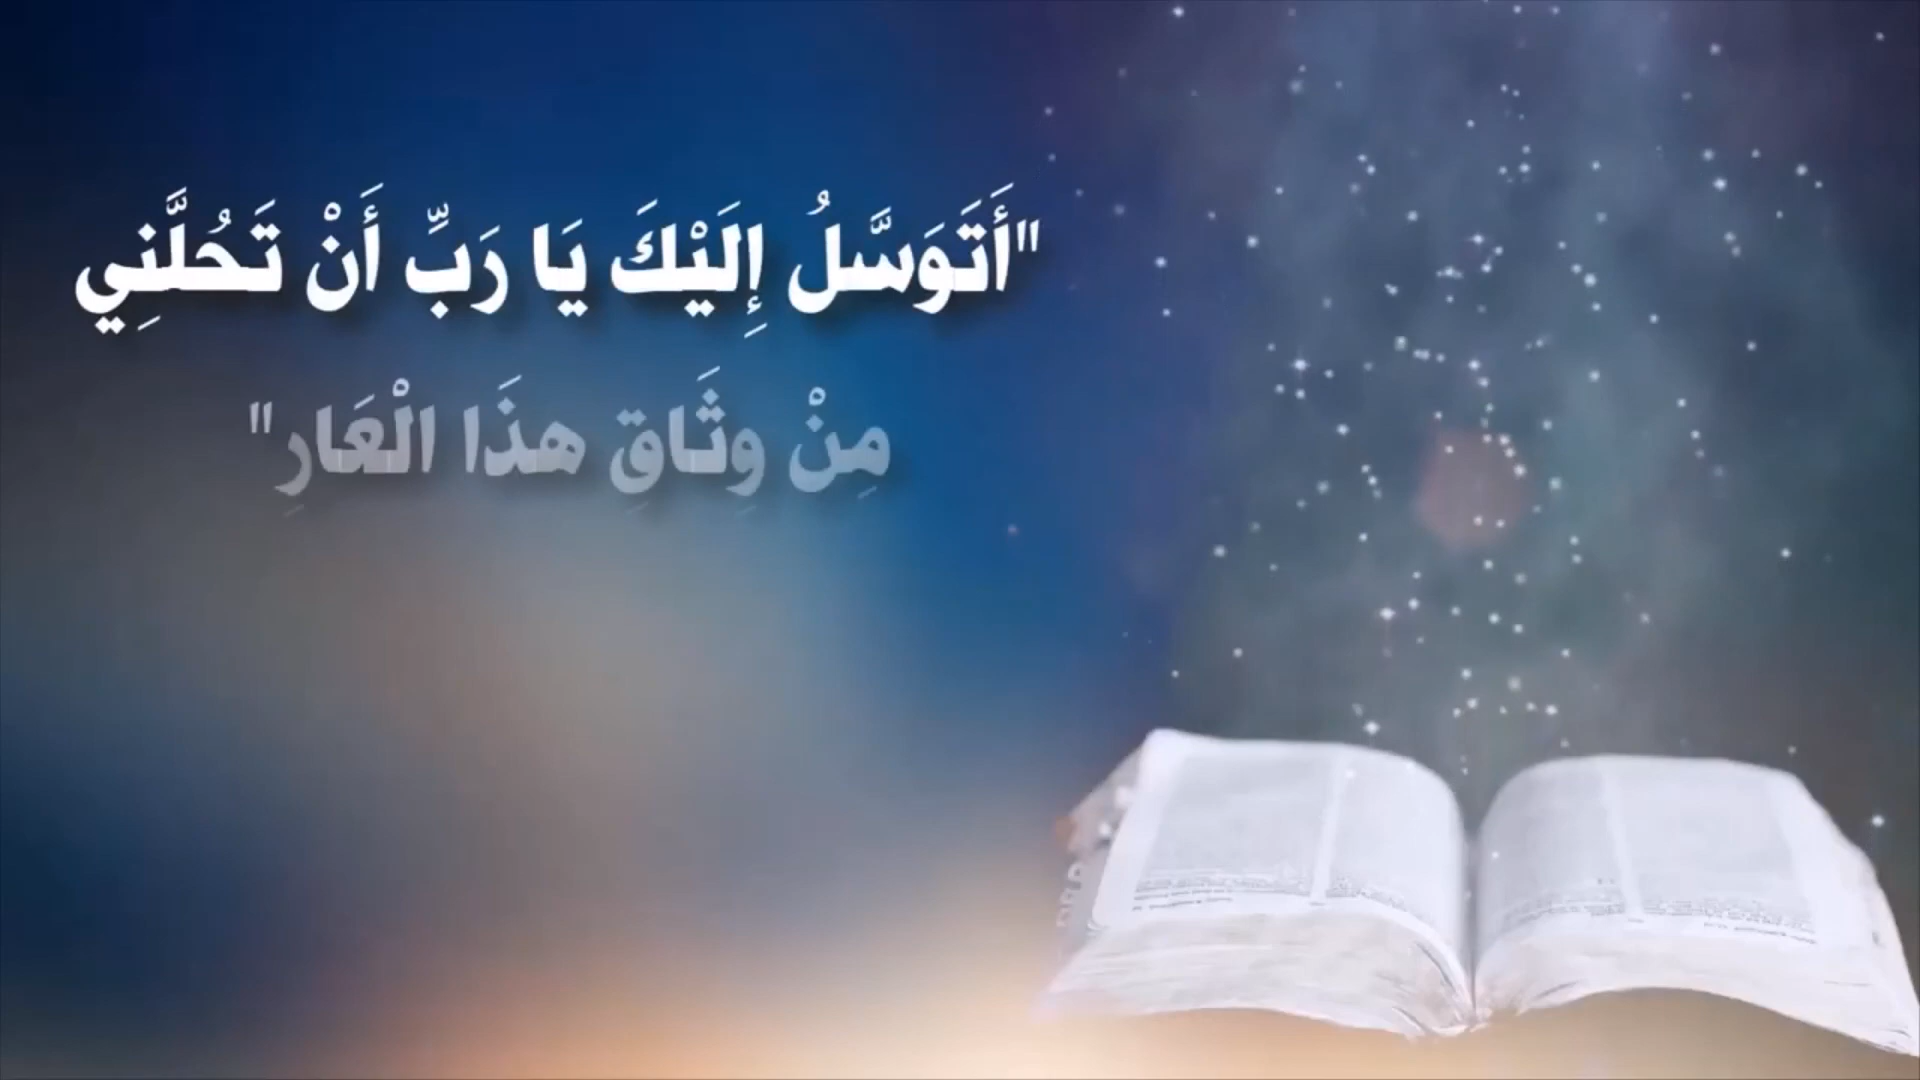 "أَتَوَسَّلُ إِلَيْكَ يَا رَبِّ أَنْ تَحُلَّنِي
مِنْ وِثَاقِ هذَا الْعَارِ"